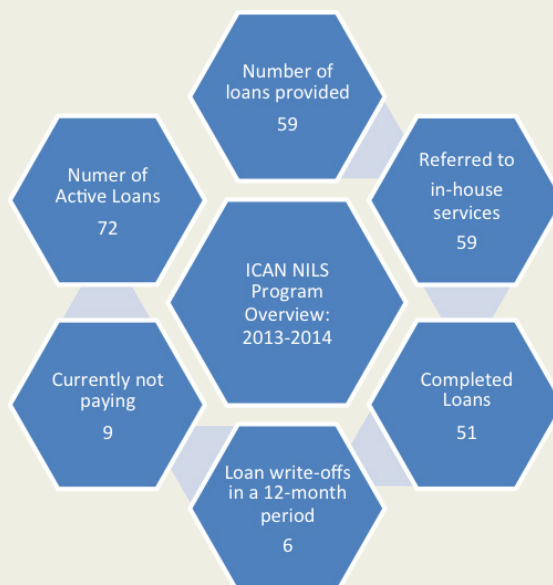 Number of
loans provided
59
Referred to
in-house
services
59
Completed
Loans
51
Loan write-offs
in a 12-month
period
6
Currently not
paying
9
Numer of
Active Loans
72
ICAN NILS
Program
Overview:
2013-2014